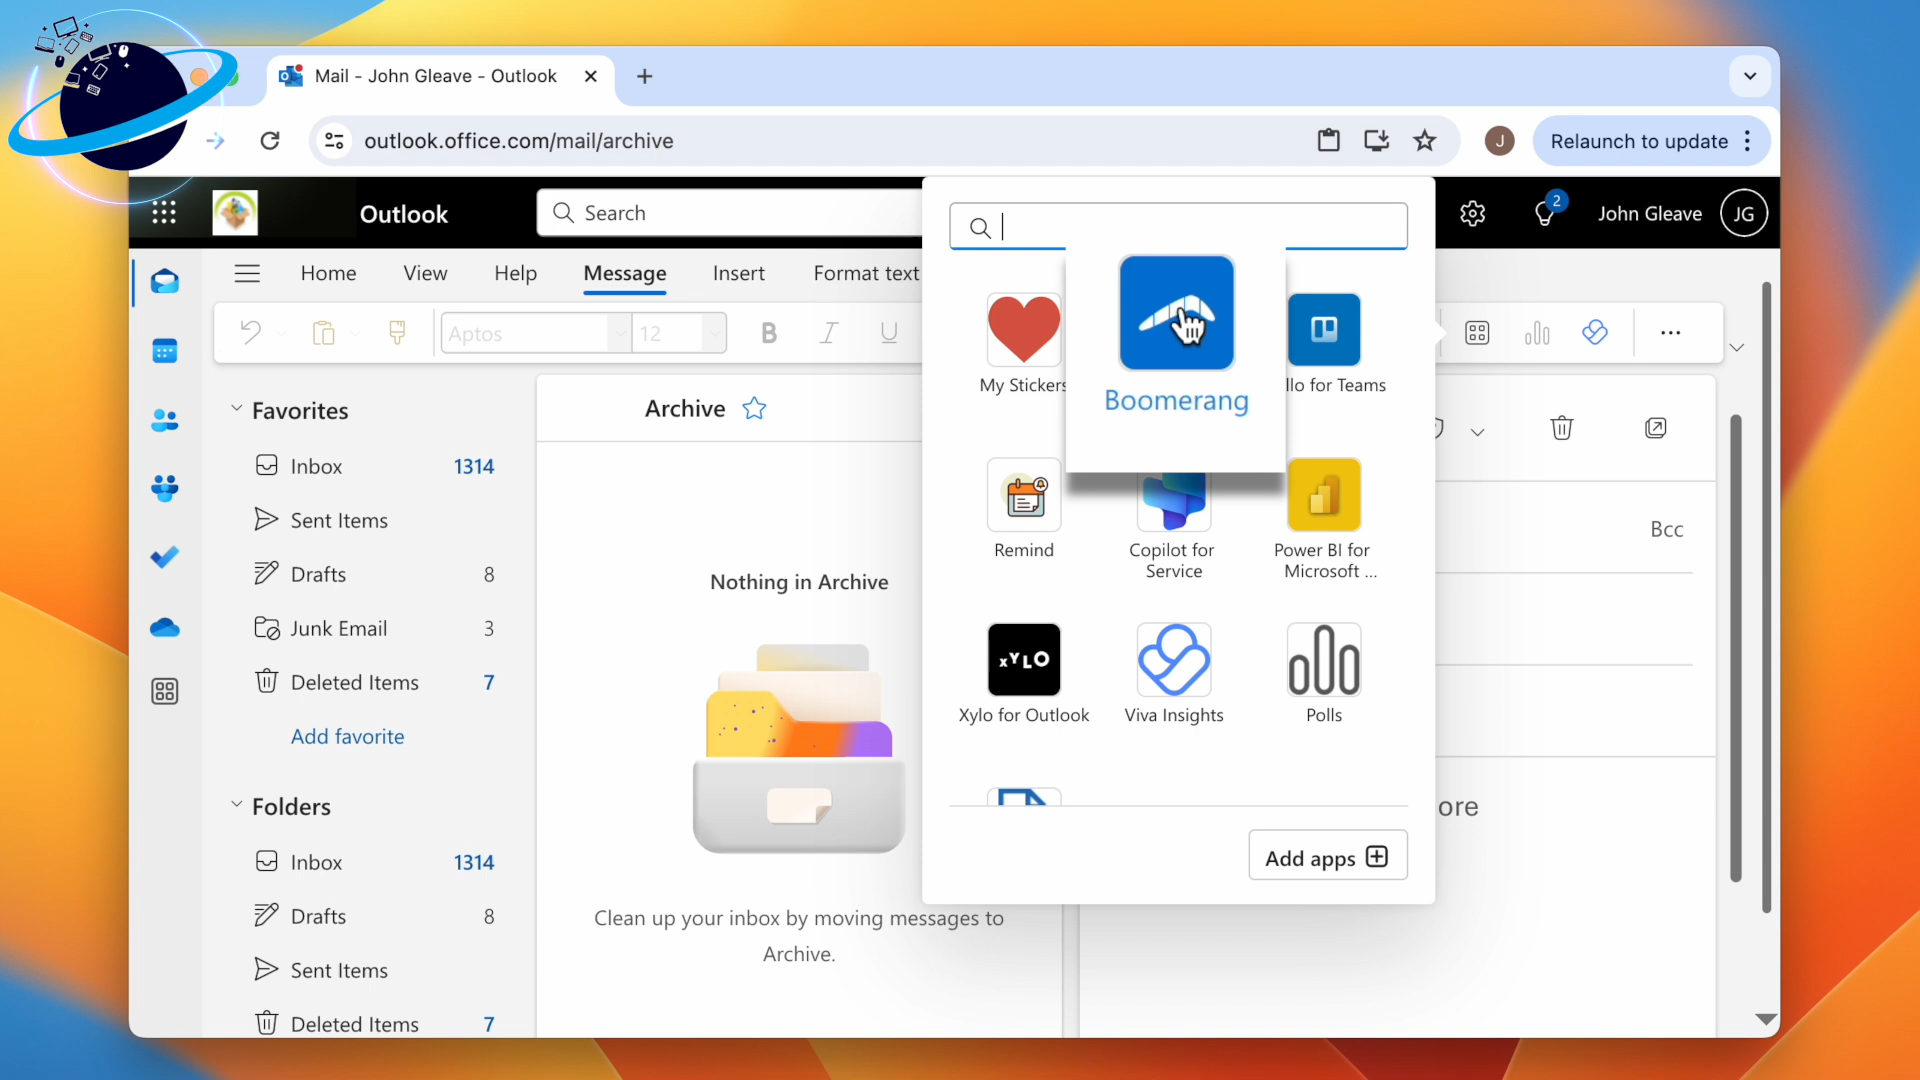 Mail - John Gleave - Outlook
outlook.office.com/mail/archive
J
Relaunch to update
Outlook
Search
2
John Gleave
JG
Home
View
Help
Message
Insert
Format text
Aptos
12
My Stickers
Boomerang
llo for Teams
Favorites
Inbox 1314
Sent Items
Drafts 8
Junk Email 3
Deleted Items 7
Add favorite
Folders
Inbox 1314
Drafts 8
Sent Items
Deleted Items 7
Archive
Nothing in Archive
Clean up your inbox by moving messages to
Archive.
Remind
Copilot for
Service
Power BI for
Microsoft ...
xYLO
Xylo for Outlook
Viva Insights
Polls
Add apps
Bcc
ore